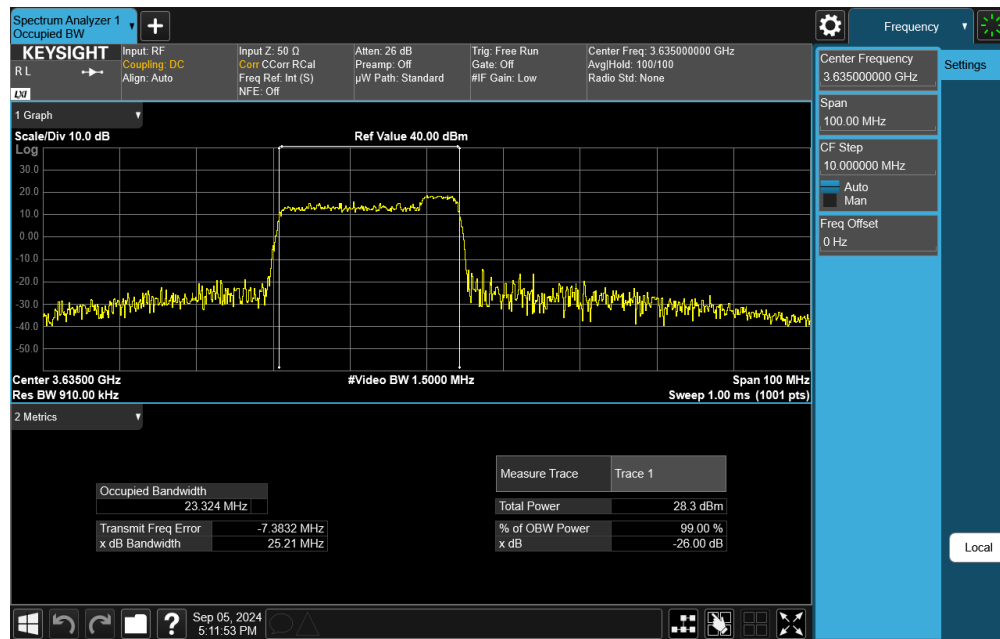 Spectrum Analyzer 1
Occupied BW
Frequency
KEYSIGHT
R L
LXI
Input: RF
Coupling: DC
Align: Auto
Input Z: 50 Ω
Corr CCorr RCal
Freq Ref: Int (S)
NFE: Off
Atten: 26 dB
Preamp: Off
µW Path: Standard
Trig: Free Run
Gate: Off
#IF Gain: Low
Center Freq: 3.635000000 GHz
Avg|Hold: 100/100
Radio Std: None
Center Frequency
3.635000000 GHz
Settings
Span
100.00 MHz
CF Step
10.000000 MHz
Auto
Man
Freq Offset
0 Hz
Local
1 Graph
Scale/Div 10.0 dB
Ref Value 40.00 dBm
Log
30.0
20.0
10.0
0.00
-10.0
-20.0
-30.0
-40.0
-50.0
Center 3.63500 GHz
#Video BW 1.5000 MHz
Span 100 MHz
Res BW 910.00 kHz
Sweep 1.00 ms (1001 pts)
2 Metrics
Measure Trace Trace 1
Occupied Bandwidth
23.324 MHz
Total Power 28.3 dBm
Transmit Freq Error -7.3832 MHz
% of OBW Power 99.00 %
x dB Bandwidth 25.21 MHz
x dB -26.00 dB
?
Sep 05, 2024
5:11:53 PM